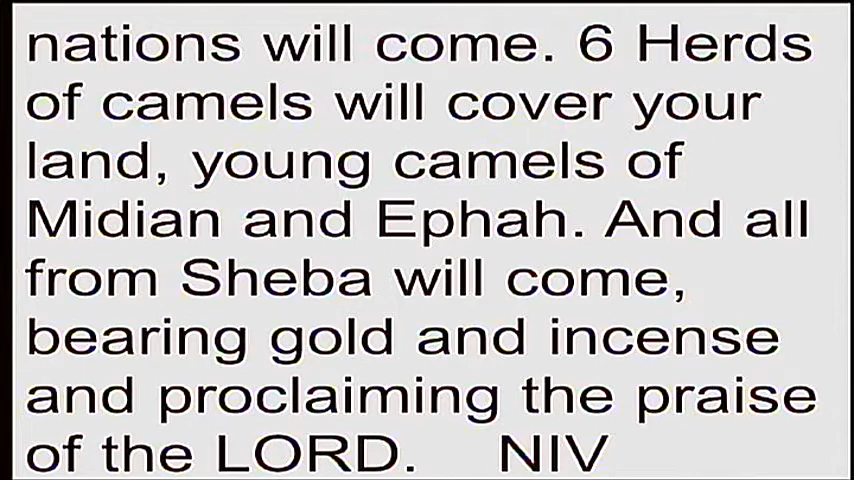 nations will come. 6 Herds
of camels will cover your
land, young camels of
Midian and Ephah. And all
from Sheba will come,
bearing gold and incense
and proclaiming the praise
of the LORD. NIV